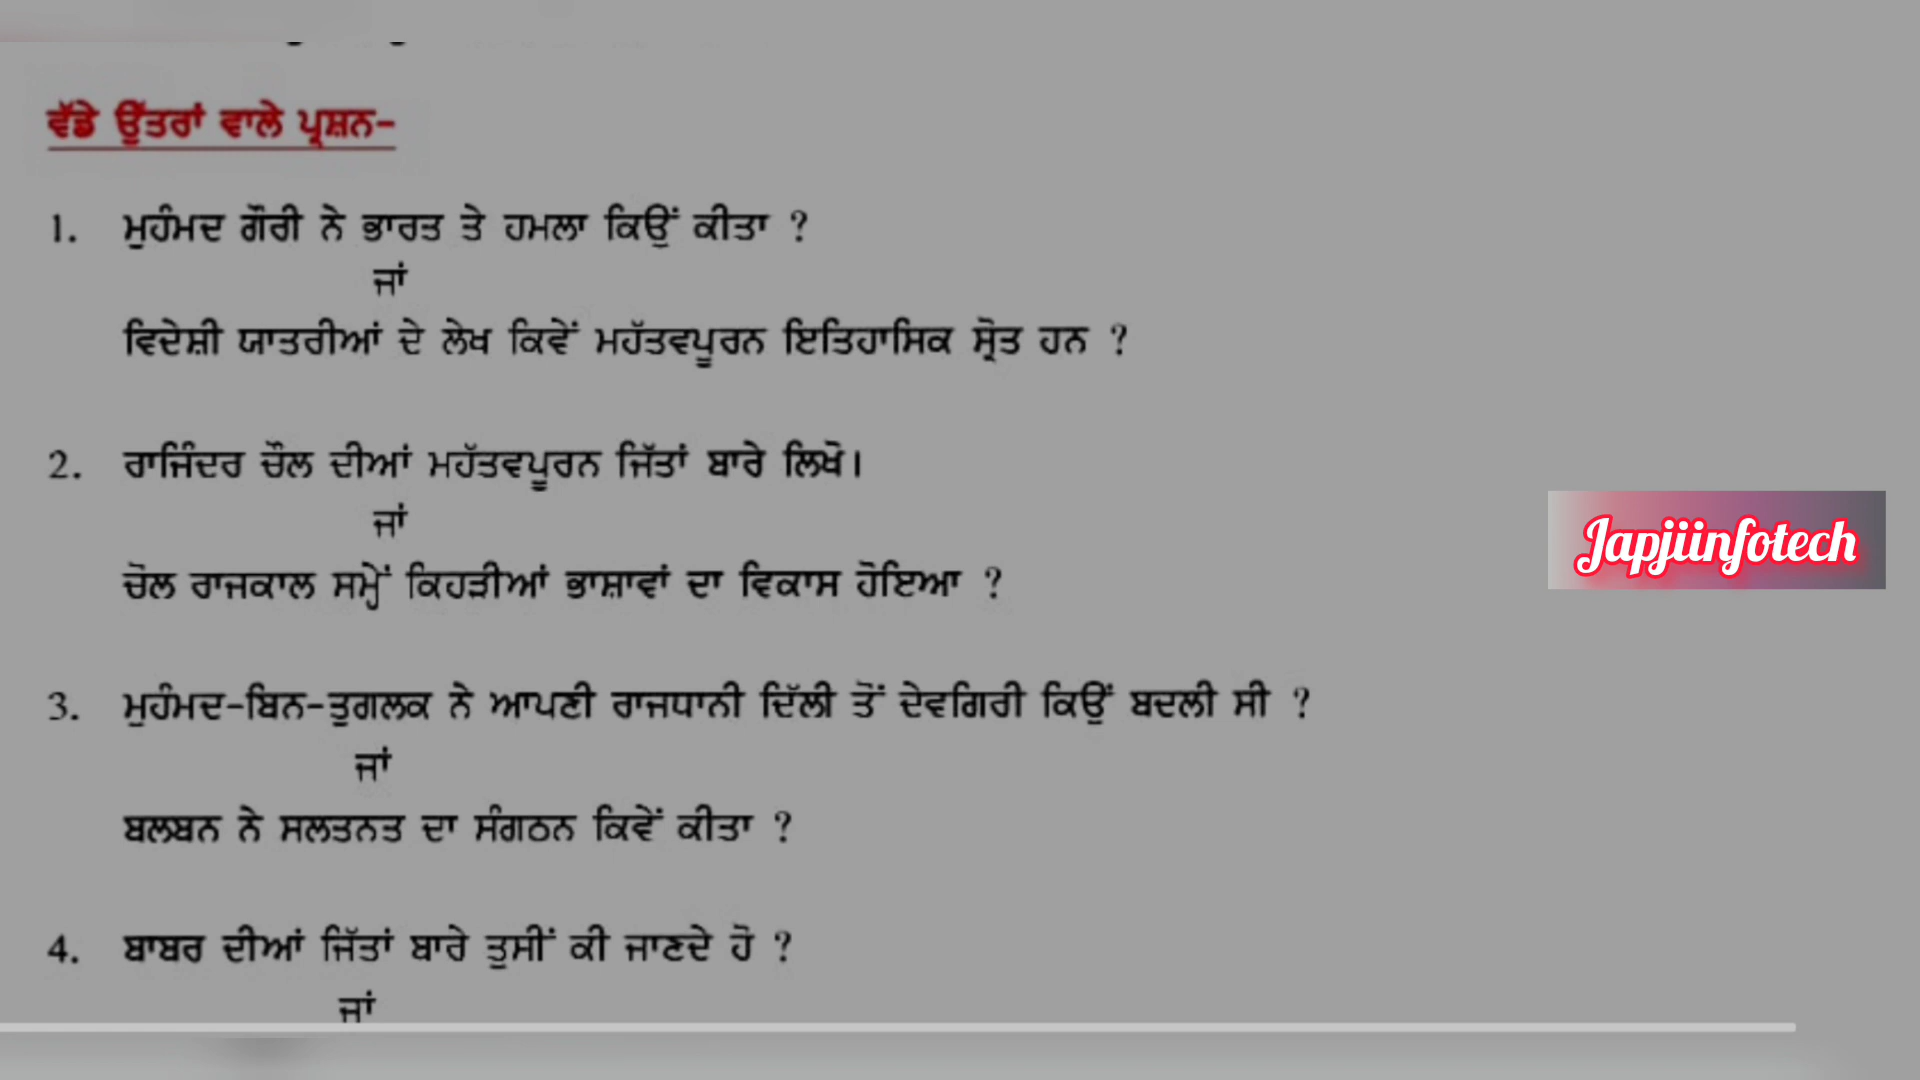 ਵੱਡੇ ਉੱਤਰਾਂ ਵਾਲੇ ਪ੍ਰਸ਼ਨ-
1. ਮੁਹੰਮਦ ਗੌਰੀ ਨੇ ਭਾਰਤ ਤੇ ਹਮਲਾ ਕਿਉਂ ਕੀਤਾ ?
ਜਾਂ
ਵਿਦੇਸ਼ੀ ਯਾਤਰੀਆਂ ਦੇ ਲੇਖ ਕਿਵੇਂ ਮਹੱਤਵਪੂਰਨ ਇਤਿਹਾਸਿਕ ਸ੍ਰੋਤ ਹਨ ?
2. ਰਾਜਿੰਦਰ ਚੌਲ ਦੀਆਂ ਮਹੱਤਵਪੂਰਨ ਜਿੱਤਾਂ ਬਾਰੇ ਲਿਖੋ।
ਜਾਂ
ਚੋਲ ਰਾਜਕਾਲ ਸਮ੍ਹੇਂ ਕਿਹੜੀਆਂ ਭਾਸ਼ਾਵਾਂ ਦਾ ਵਿਕਾਸ ਹੋਇਆ ?
Japjiinfotech
3. ਮੁਹੰਮਦ-ਬਿਨ-ਤੁਗਲਕ ਨੇ ਆਪਣੀ ਰਾਜਧਾਨੀ ਦਿੱਲੀ ਤੋਂ ਦੇਵਗਿਰੀ ਕਿਉਂ ਬਦਲੀ ਸੀ ?
ਜਾਂ
ਬਲਬਨ ਨੇ ਸਲਤਨਤ ਦਾ ਸੰਗਠਨ ਕਿਵੇਂ ਕੀਤਾ ?
4. ਬਾਬਰ ਦੀਆਂ ਜਿੱਤਾਂ ਬਾਰੇ ਤੁਸੀਂ ਕੀ ਜਾਣਦੇ ਹੋ ?
ਜਾਂ